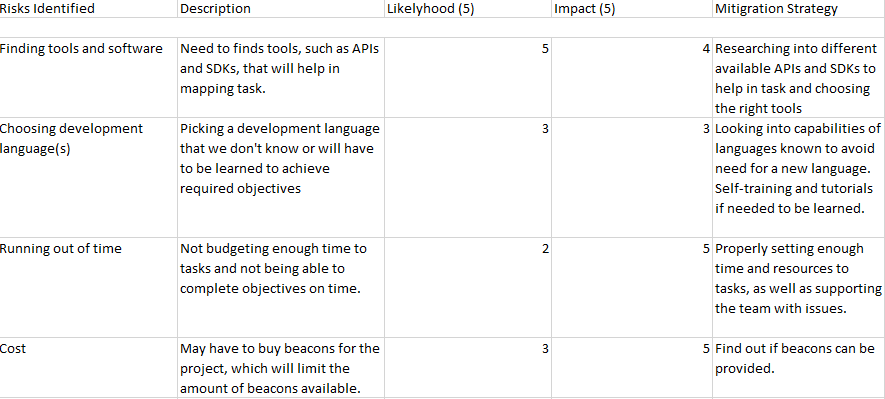 Risks Identified Description Likelyhood (5) Impact (5) Mitigration Strategy
Finding tools and software Need to finds tools, such as APIs 5 4 Researching into different
and SDKs, that will help in available APIs and SDKs to
mapping task. help in task and choosing
the right tools
Choosing development Picking a development language 3 3 Looking into capabilities of
language(s) that we don't know or will have languages known to avoid
to be learned to achieve need for a new language.
required objectives Self-training and tutorials
if needed to be learned.
Running out of time Not budgeting enough time to 2 5 Properly setting enough
tasks and not being able to time and resources to
complete objectives on time. tasks, as well as supporting
the team with issues.
Cost May have to buy beacons for the 3 5 Find out if beacons can be
project, which will limit the provided.
amount of beacons available.